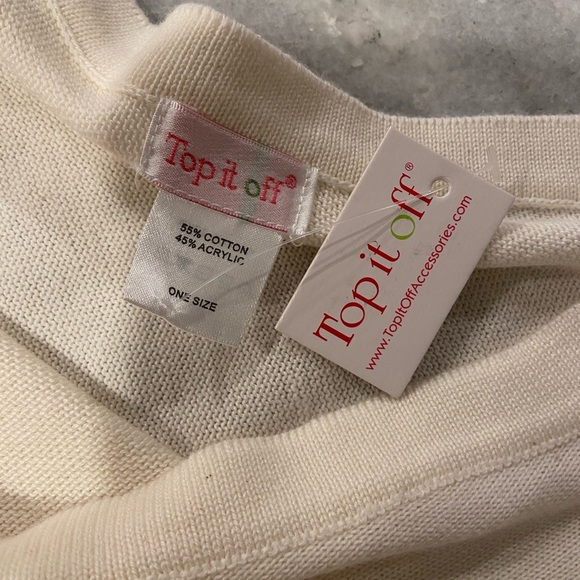 Top it off®
55% COTTON
45% ACRYLIC
ONE SIZE
Top it off®
www.TopItOffAccessories.com